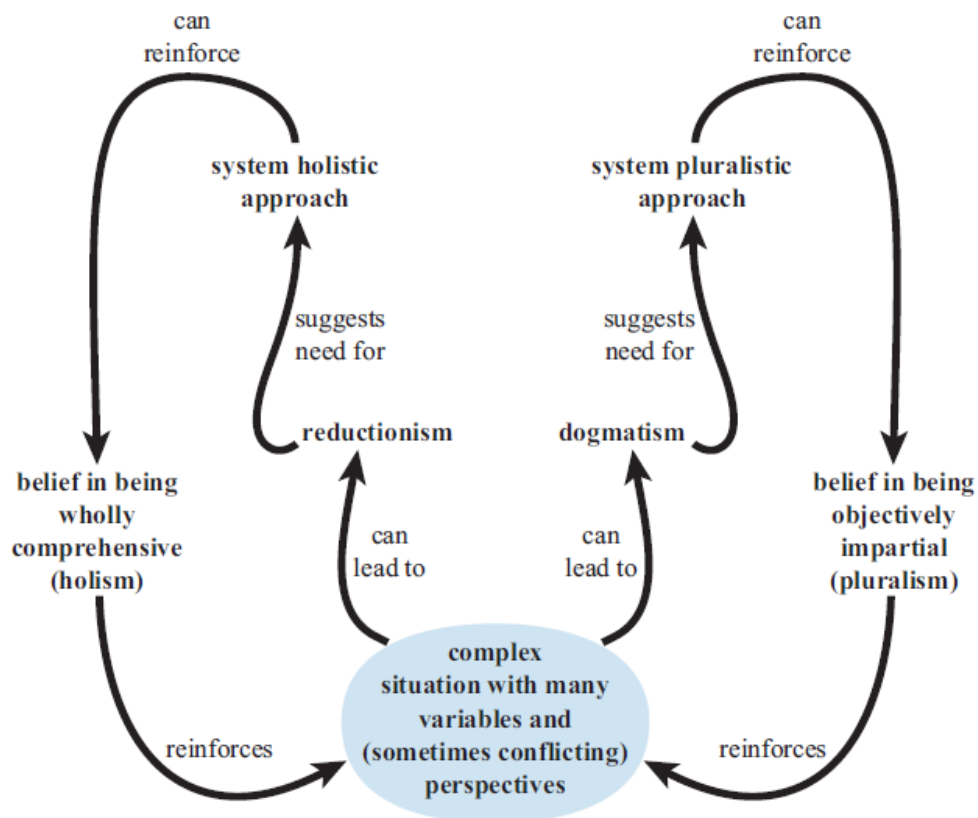 can
reinforce
can
reinforce
system holistic
approach
system pluralistic
approach
suggests
need for
suggests
need for
reductionism
dogmatism
belief in being
wholly
comprehensive
(holism)
belief in being
objectively
impartial
(pluralism)
can
lead to
can
lead to
complex
situation with many
variables and
(sometimes conflicting)
perspectives
reinforces
reinforces